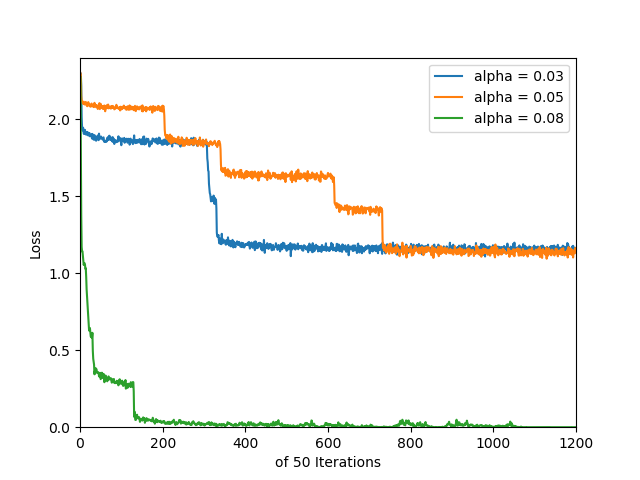 alpha = 0.03
alpha = 0.05
alpha = 0.08
Loss
2.0
1.5
1.0
0.5
0.0
0 200 400 600 800 1000 1200
of 50 Iterations